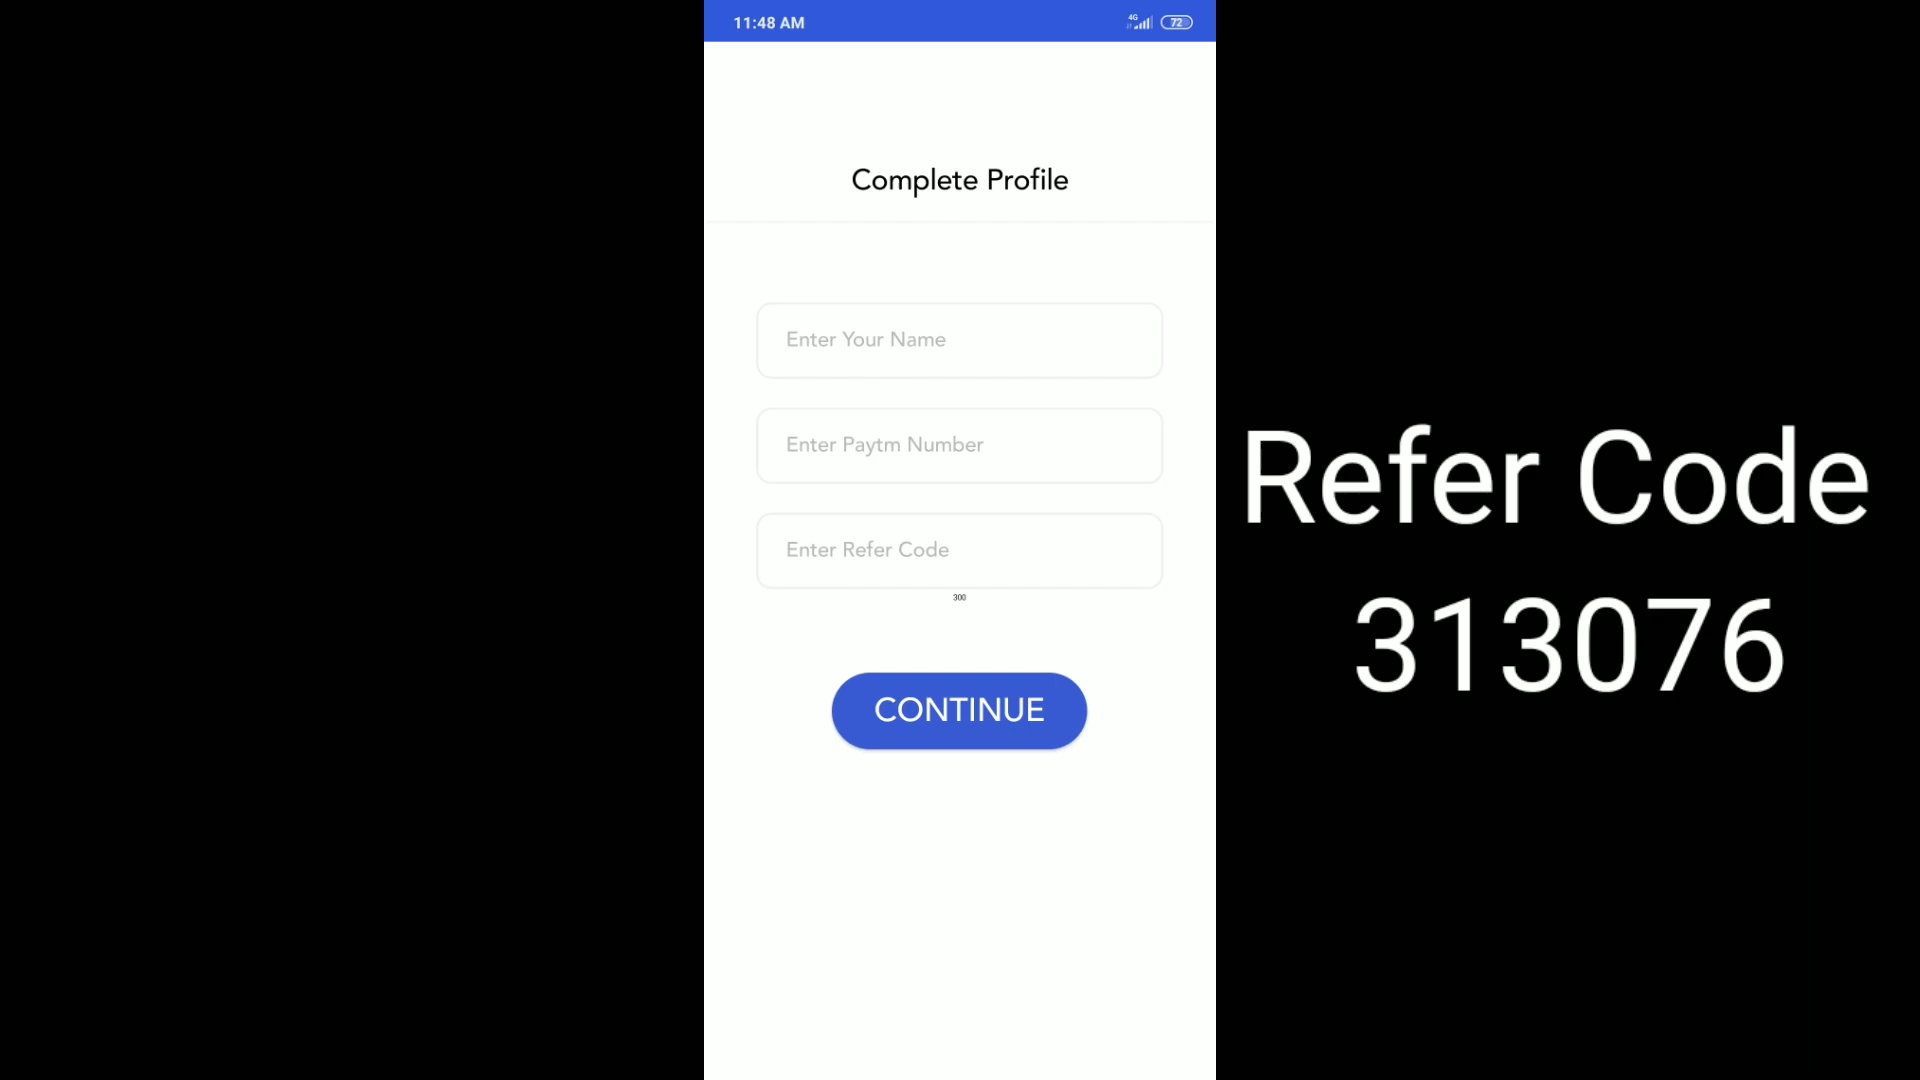 11:48 AM
4G
72
Complete Profile
Enter Your Name
Enter Paytm Number
Enter Refer Code
300
CONTINUE
Refer Code
313076